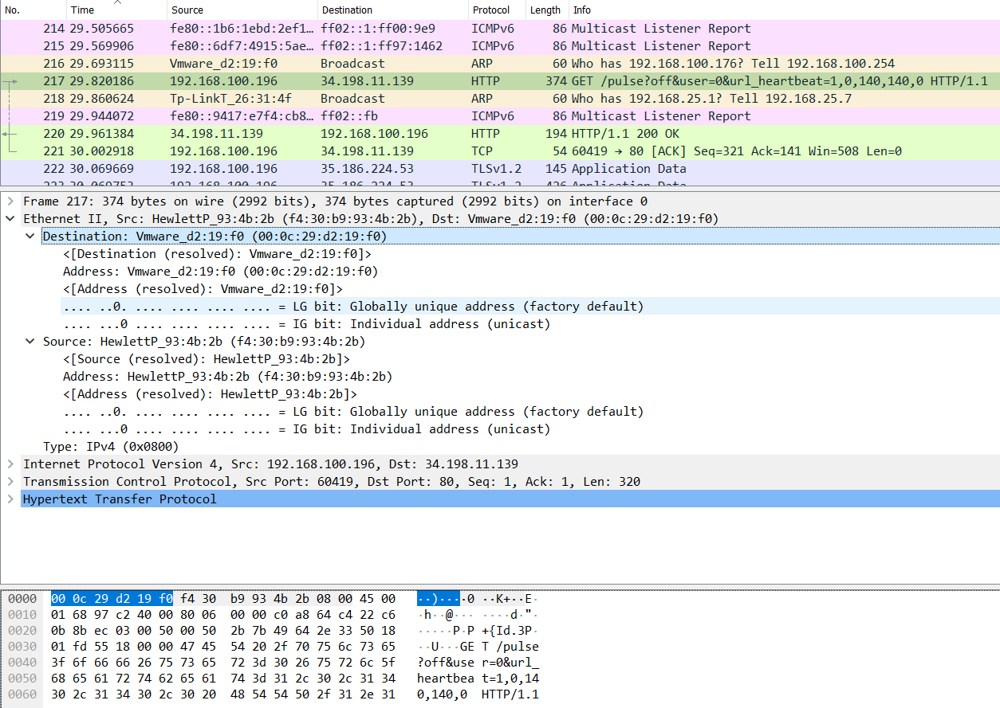 No. Time Source Destination Protocol Length Info
214 29.505665 fe80::1b6:1ebd:2ef1… ff02::1:ff00:9e9 ICMPv6 86 Multicast Listener Report
215 29.569906 fe80::6df7:4915:5ae… ff02::1:ff97:1462 ICMPv6 86 Multicast Listener Report
216 29.693115 Vmware_d2:19:f0 Broadcast ARP 60 Who has 192.168.100.176? Tell 192.168.100.254
217 29.820186 192.168.100.196 34.198.11.139 HTTP 374 GET /pulse?off&user=0&url_heartbeat=1,0,140,140,0 HTTP/1.1
218 29.860624 Tp-LinkT_26:31:4f Broadcast ARP 60 Who has 192.168.25.1? Tell 192.168.25.7
219 29.944072 fe80::9417:e7f4:cb8… ff02::fb ICMPv6 86 Multicast Listener Report
220 29.961384 34.198.11.139 192.168.100.196 HTTP 194 HTTP/1.1 200 OK
221 30.002918 192.168.100.196 34.198.11.139 TCP 54 60419 → 80 [ACK] Seq=321 Ack=141 Win=508 Len=0
222 30.069669 192.168.100.196 35.186.224.53 TLSv1.2 145 Application Data
223 30.069753 192.168.100.196 35.186.224.53 TLSv1.2 426 Application Data
Frame 217: 374 bytes on wire (2992 bits), 374 bytes captured (2992 bits) on interface 0
Ethernet II, Src: HewlettP_93:4b:2b (f4:30:b9:93:4b:2b), Dst: Vmware_d2:19:f0 (00:0c:29:d2:19:f0)
Destination: Vmware_d2:19:f0 (00:0c:29:d2:19:f0)
<[Destination (resolved): Vmware_d2:19:f0]>
Address: Vmware_d2:19:f0 (00:0c:29:d2:19:f0)
<[Address (resolved): Vmware_d2:19:f0]>
.... ..0. .... .... .... .... = LG bit: Globally unique address (factory default)
.... ...0 .... .... .... .... = IG bit: Individual address (unicast)
Source: HewlettP_93:4b:2b (f4:30:b9:93:4b:2b)
<[Source (resolved): HewlettP_93:4b:2b]>
Address: HewlettP_93:4b:2b (f4:30:b9:93:4b:2b)
<[Address (resolved): HewlettP_93:4b:2b]>
.... ..0. .... .... .... .... = LG bit: Globally unique address (factory default)
.... ...0 .... .... .... .... = IG bit: Individual address (unicast)
Type: IPv4 (0x0800)
Internet Protocol Version 4, Src: 192.168.100.196, Dst: 34.198.11.139
Transmission Control Protocol, Src Port: 60419, Dst Port: 80, Seq: 1, Ack: 1, Len: 320
Hypertext Transfer Protocol
0000 00 0c 29 d2 19 f0 f4 30 b9 93 4b 2b 08 00 45 00 ··)····0 ··K+··E·
0010 01 68 97 c2 40 00 80 06 00 00 c0 a8 64 c4 22 c6 ·h··@··· ····d·"·
0020 0b 8b ec 03 00 50 00 50 2b 7b 49 64 2e 33 50 18 ·····P·P +{Id.3P·
0030 01 fd 55 18 00 00 47 45 54 20 2f 70 75 6c 73 65 ··U···GE T /pulse
0040 3f 6f 66 66 26 75 73 65 72 3d 30 26 75 72 6c 5f ?off&use r=0&url_
0050 68 65 61 72 74 62 65 61 74 3d 31 2c 30 2c 31 34 heartbea t=1,0,14
0060 30 2c 31 34 30 2c 30 20 48 54 54 50 2f 31 2e 31 0,140,0 HTTP/1.1